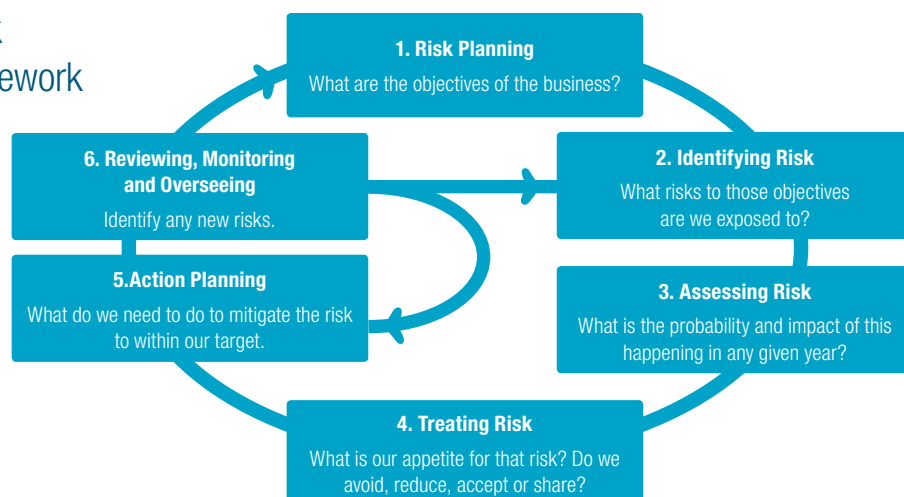 ework
1. Risk Planning
What are the objectives of the business?
6. Reviewing, Monitoring
and Overseeing
Identify any new risks.
2. Identifying Risk
What risks to those objectives
are we exposed to?
5.Action Planning
What do we need to do to mitigate the risk
to within our target.
3. Assessing Risk
What is the probability and impact of this
happening in any given year?
4. Treating Risk
What is our appetite for that risk? Do we
avoid, reduce, accept or share?